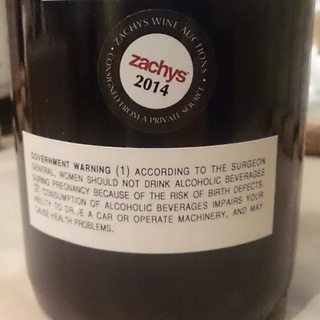 · ZACHYS WINE AUCTIONS ·
zachys®
2014
CONSIGNED FROM A PRIVATE SOURCE
GOVERNMENT WARNING (1) ACCORDING TO THE SURGEON
GENERAL, WOMEN SHOULD NOT DRINK ALCOHOLIC BEVERAGES
DURING PREGNANCY BECAUSE OF THE RISK OF BIRTH DEFECTS.
(2) CONSUMPTION OF ALCOHOLIC BEVERAGES IMPAIRS YOUR
ABILITY TO DR.,E A CAR OR OPERATE MACHINERY, AND MAY
CAUSE HEALTH PROBLEMS.